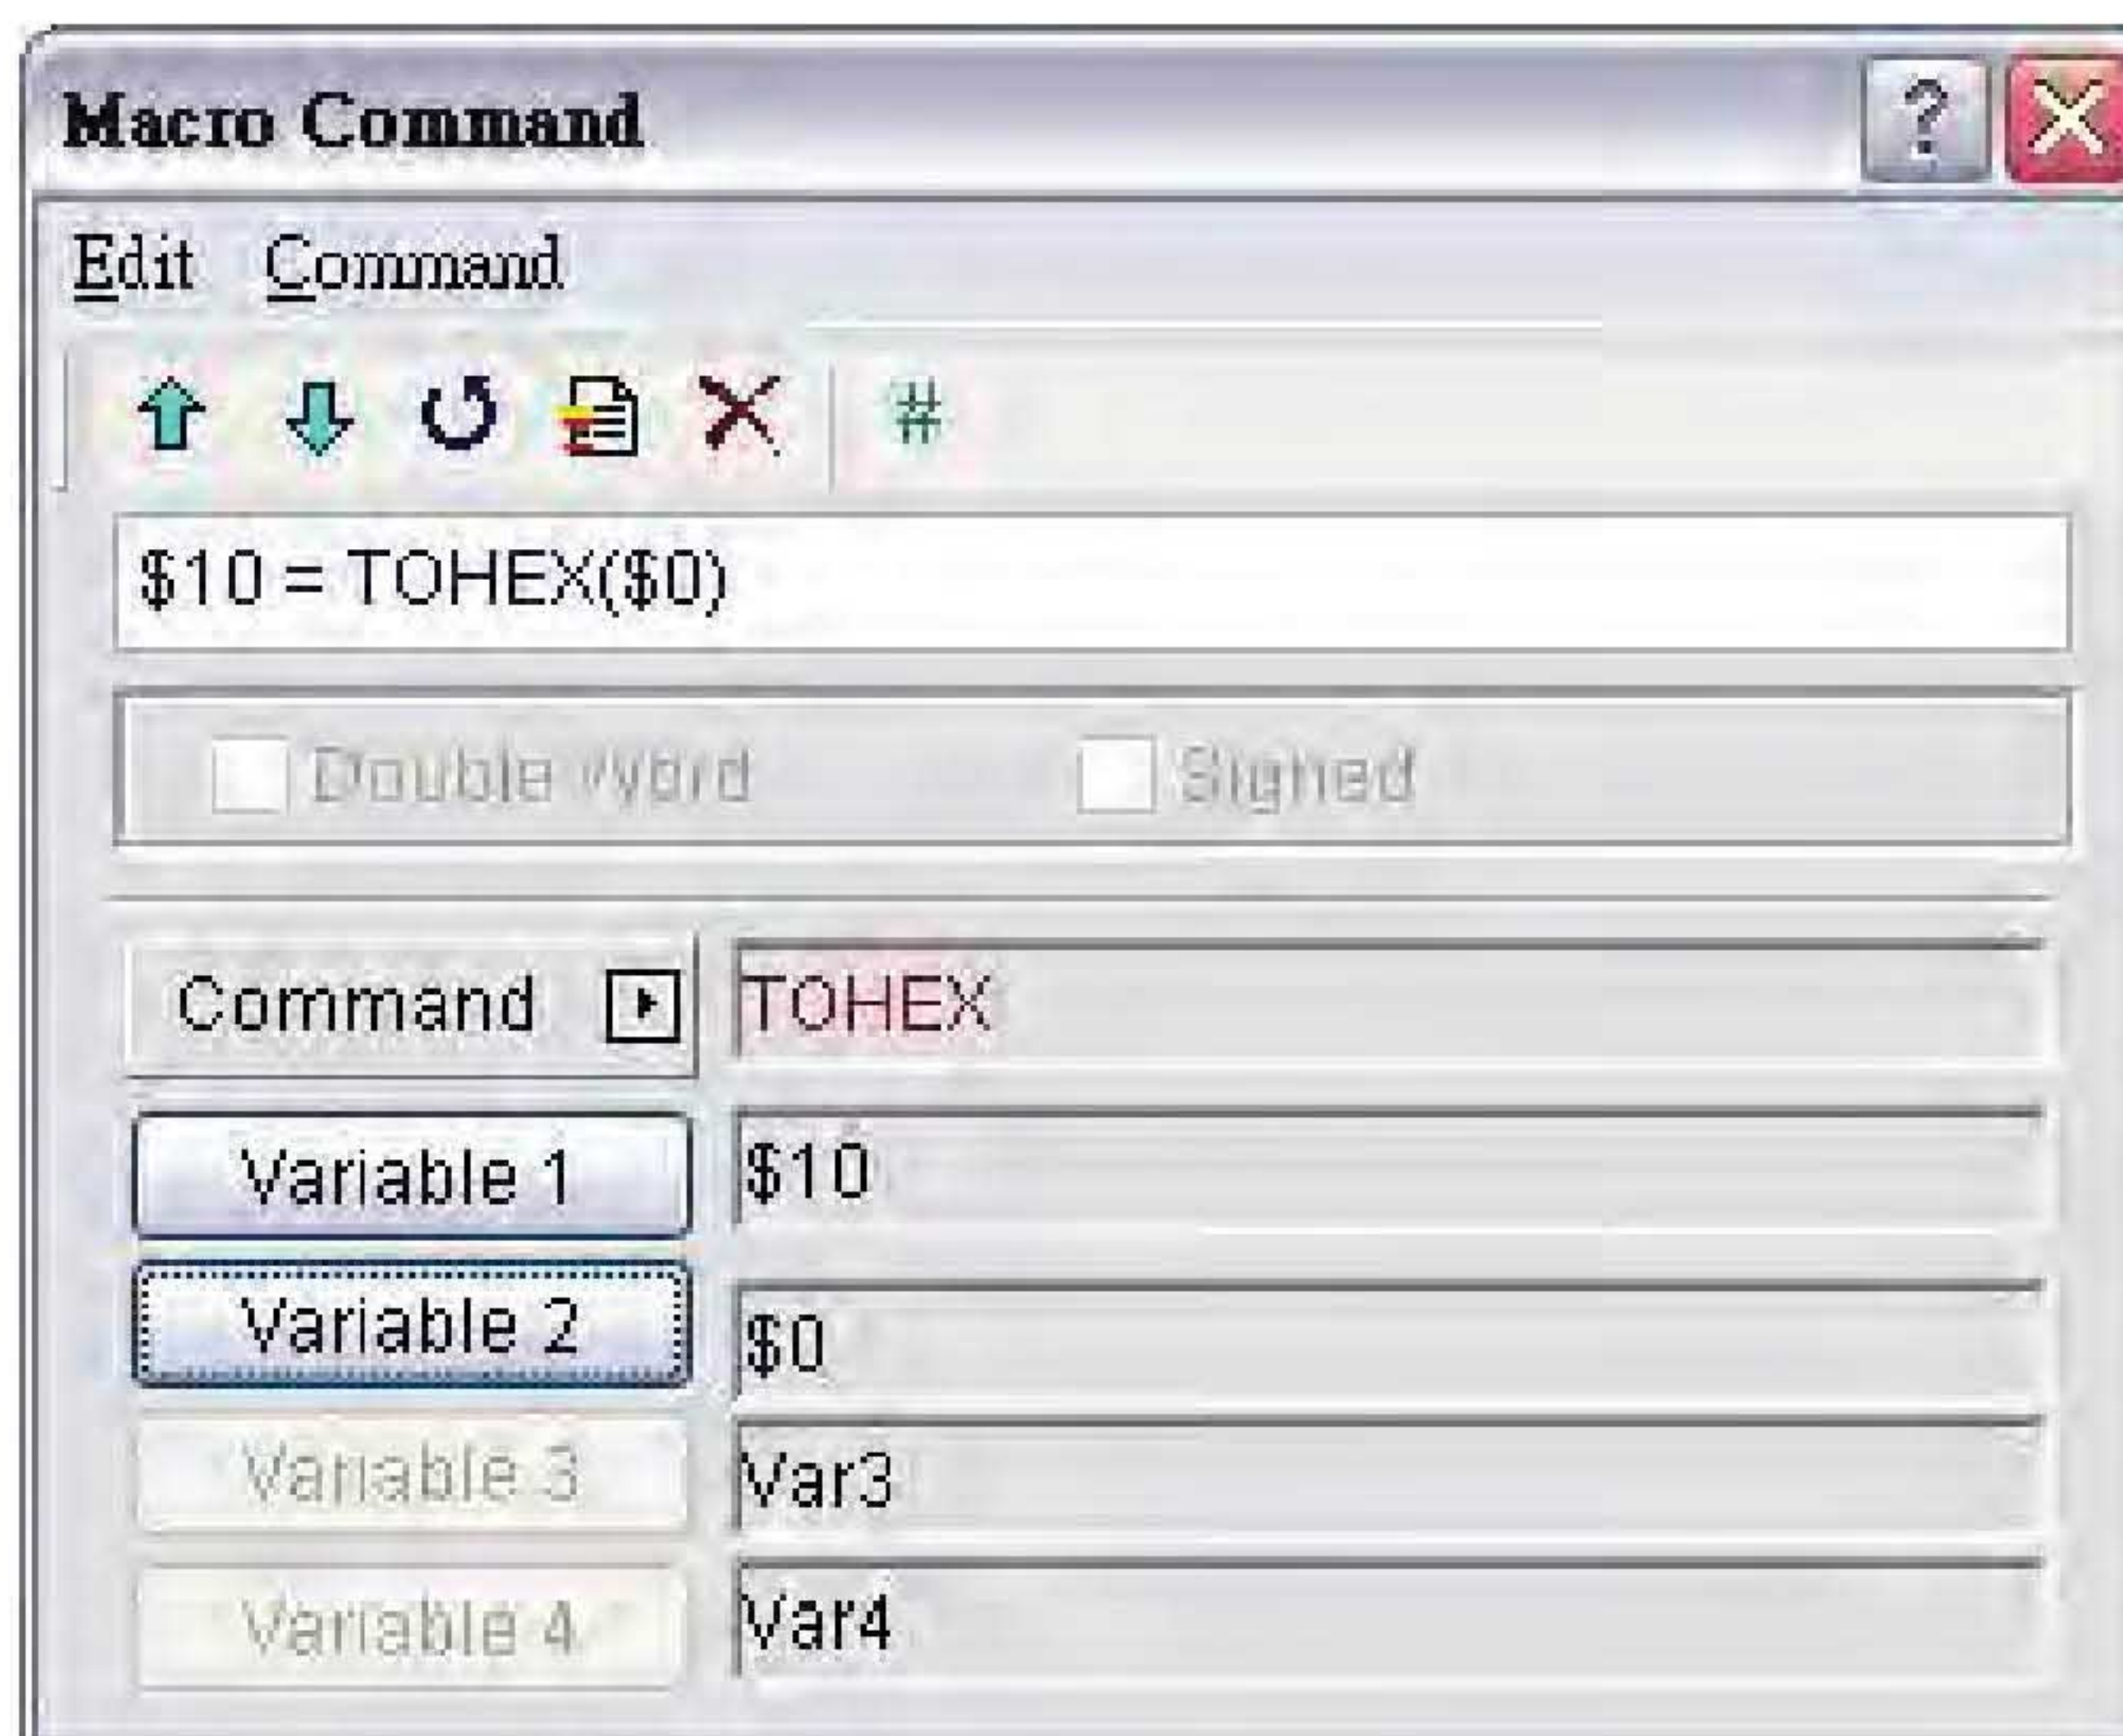 Macro Command
?
Edit Command
#
$10 = TOHEX($0)
Double Word Signed
Command TOHEX
Variable 1 $10
Variable 2 $0
Variable 3 Var3
Variable 4 Var4